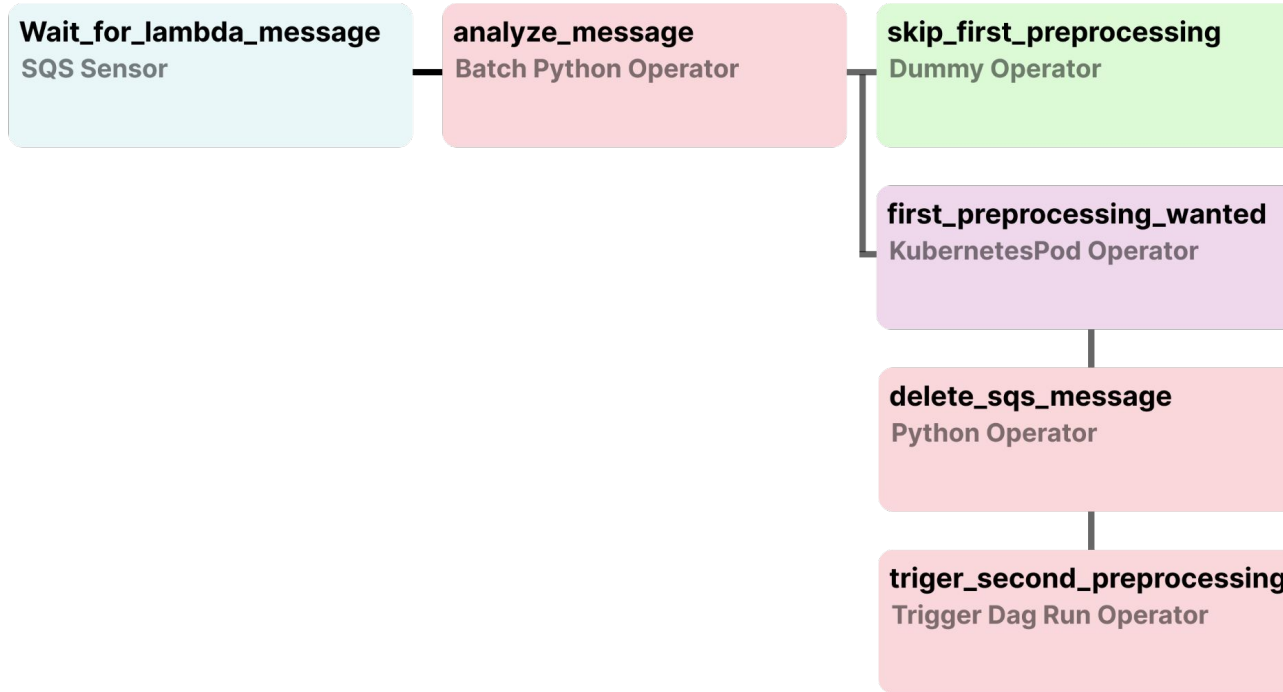 Wait_for_lambda_message
SQS Sensor
analyze_message
Batch Python Operator
skip_first_preprocessing
Dummy Operator
first_preprocessing_wanted
KubernetesPod Operator
delete_sqs_message
Python Operator
triger_second_preprocessing
Trigger Dag Run Operator